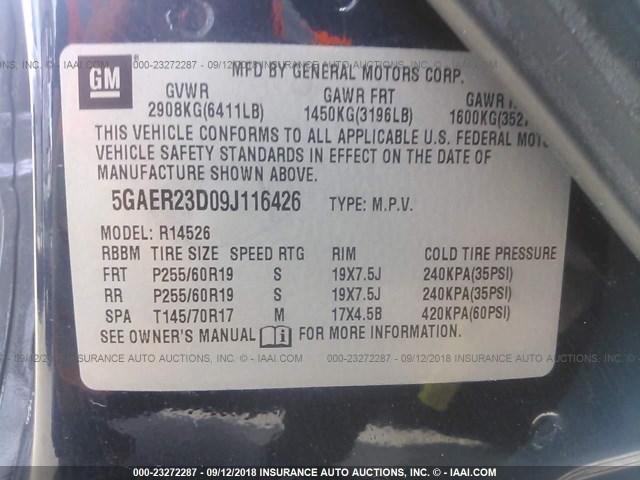 GM
MFD BY GENERAL MOTORS CORP.
GVWR GAWR FRT GAWR
2908KG(6411LB) 1450KG(3196LB) 1600KG(352
THIS VEHICLE CONFORMS TO ALL APPLICABLE U.S. FEDERAL MOT
VEHICLE SAFETY STANDARDS IN EFFECT ON THE DATE OF
MANUFACTURE SHOWN ABOVE.
5GAER23D09J116426 TYPE: M.P.V.
MODEL: R14526
RBBM TIRE SIZE SPEED RTG RIM COLD TIRE PRESSURE
FRT P255/60R19 S 19X7.5J 240KPA(35PSI)
RR P255/60R19 S 19X7.5J 240KPA(35PSI)
SPA T145/70R17 M 17X4.5B 420KPA(60PSI)
SEE OWNER'S MANUAL FOR MORE INFORMATION.
000-23272287 - 09/12/2018 INSURANCE AUTO AUCTIONS, INC. © - IAAI.COM